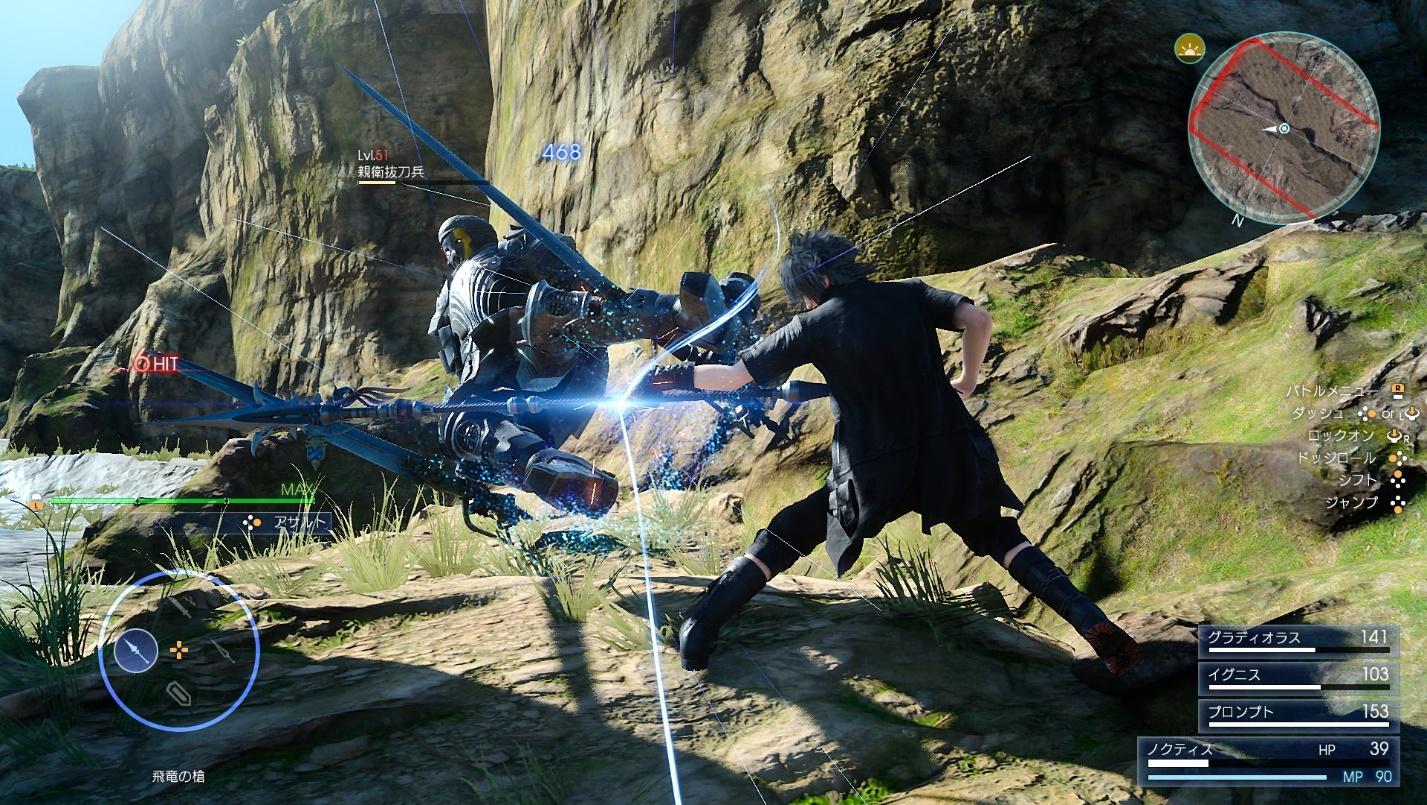 468
Lvl.51
親衛抜刀兵
N
6 HIT
バトルメニュー R
ダッシュ or L
ロックオン R
ドッジロール
シフト
ジャンプ
MAX
L
アサルト
飛竜の槍
グラディオラス 141
イグニス 103
プロンプト 153
ノクティス HP 39
MP 90